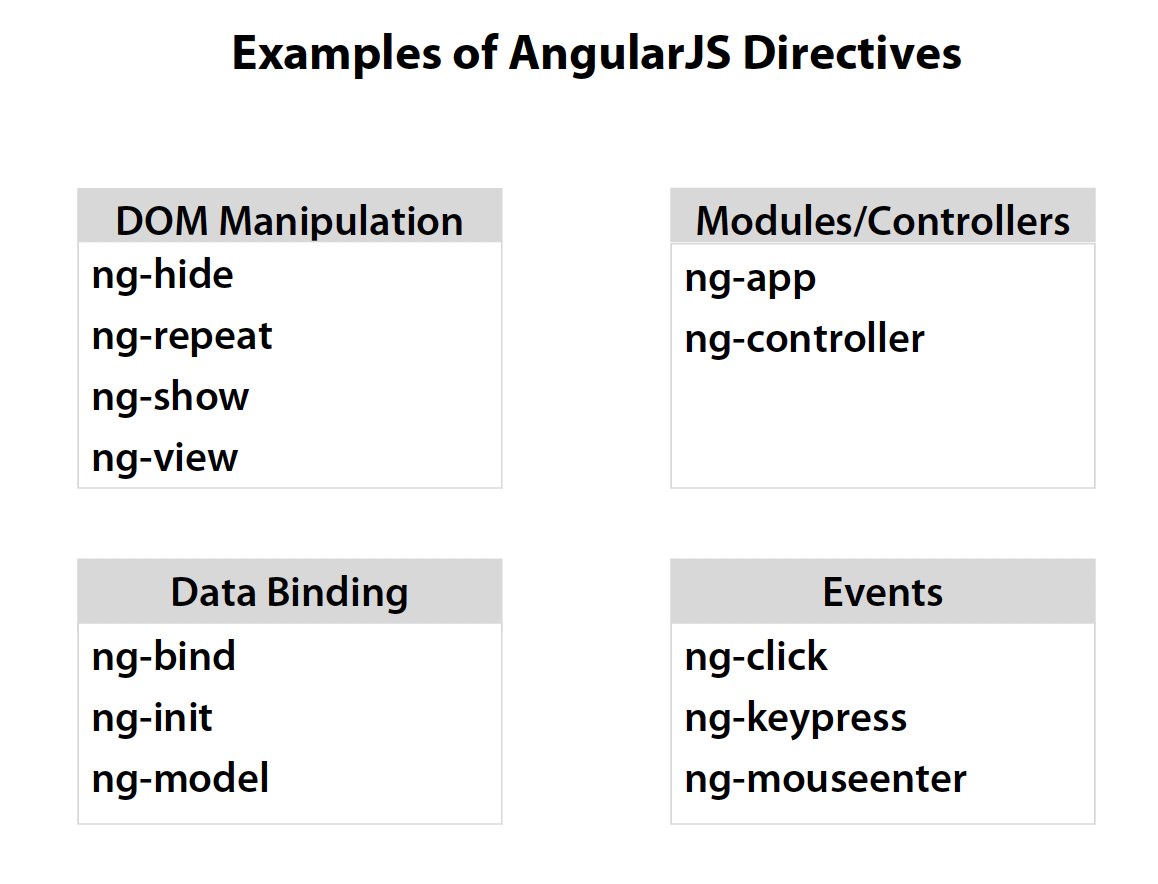 Examples of AngularJS Directives
DOM Manipulation
ng-hide
ng-repeat
ng-show
ng-view
Modules/Controllers
ng-app
ng-controller
Data Binding
ng-bind
ng-init
ng-model
Events
ng-click
ng-keypress
ng-mouseenter